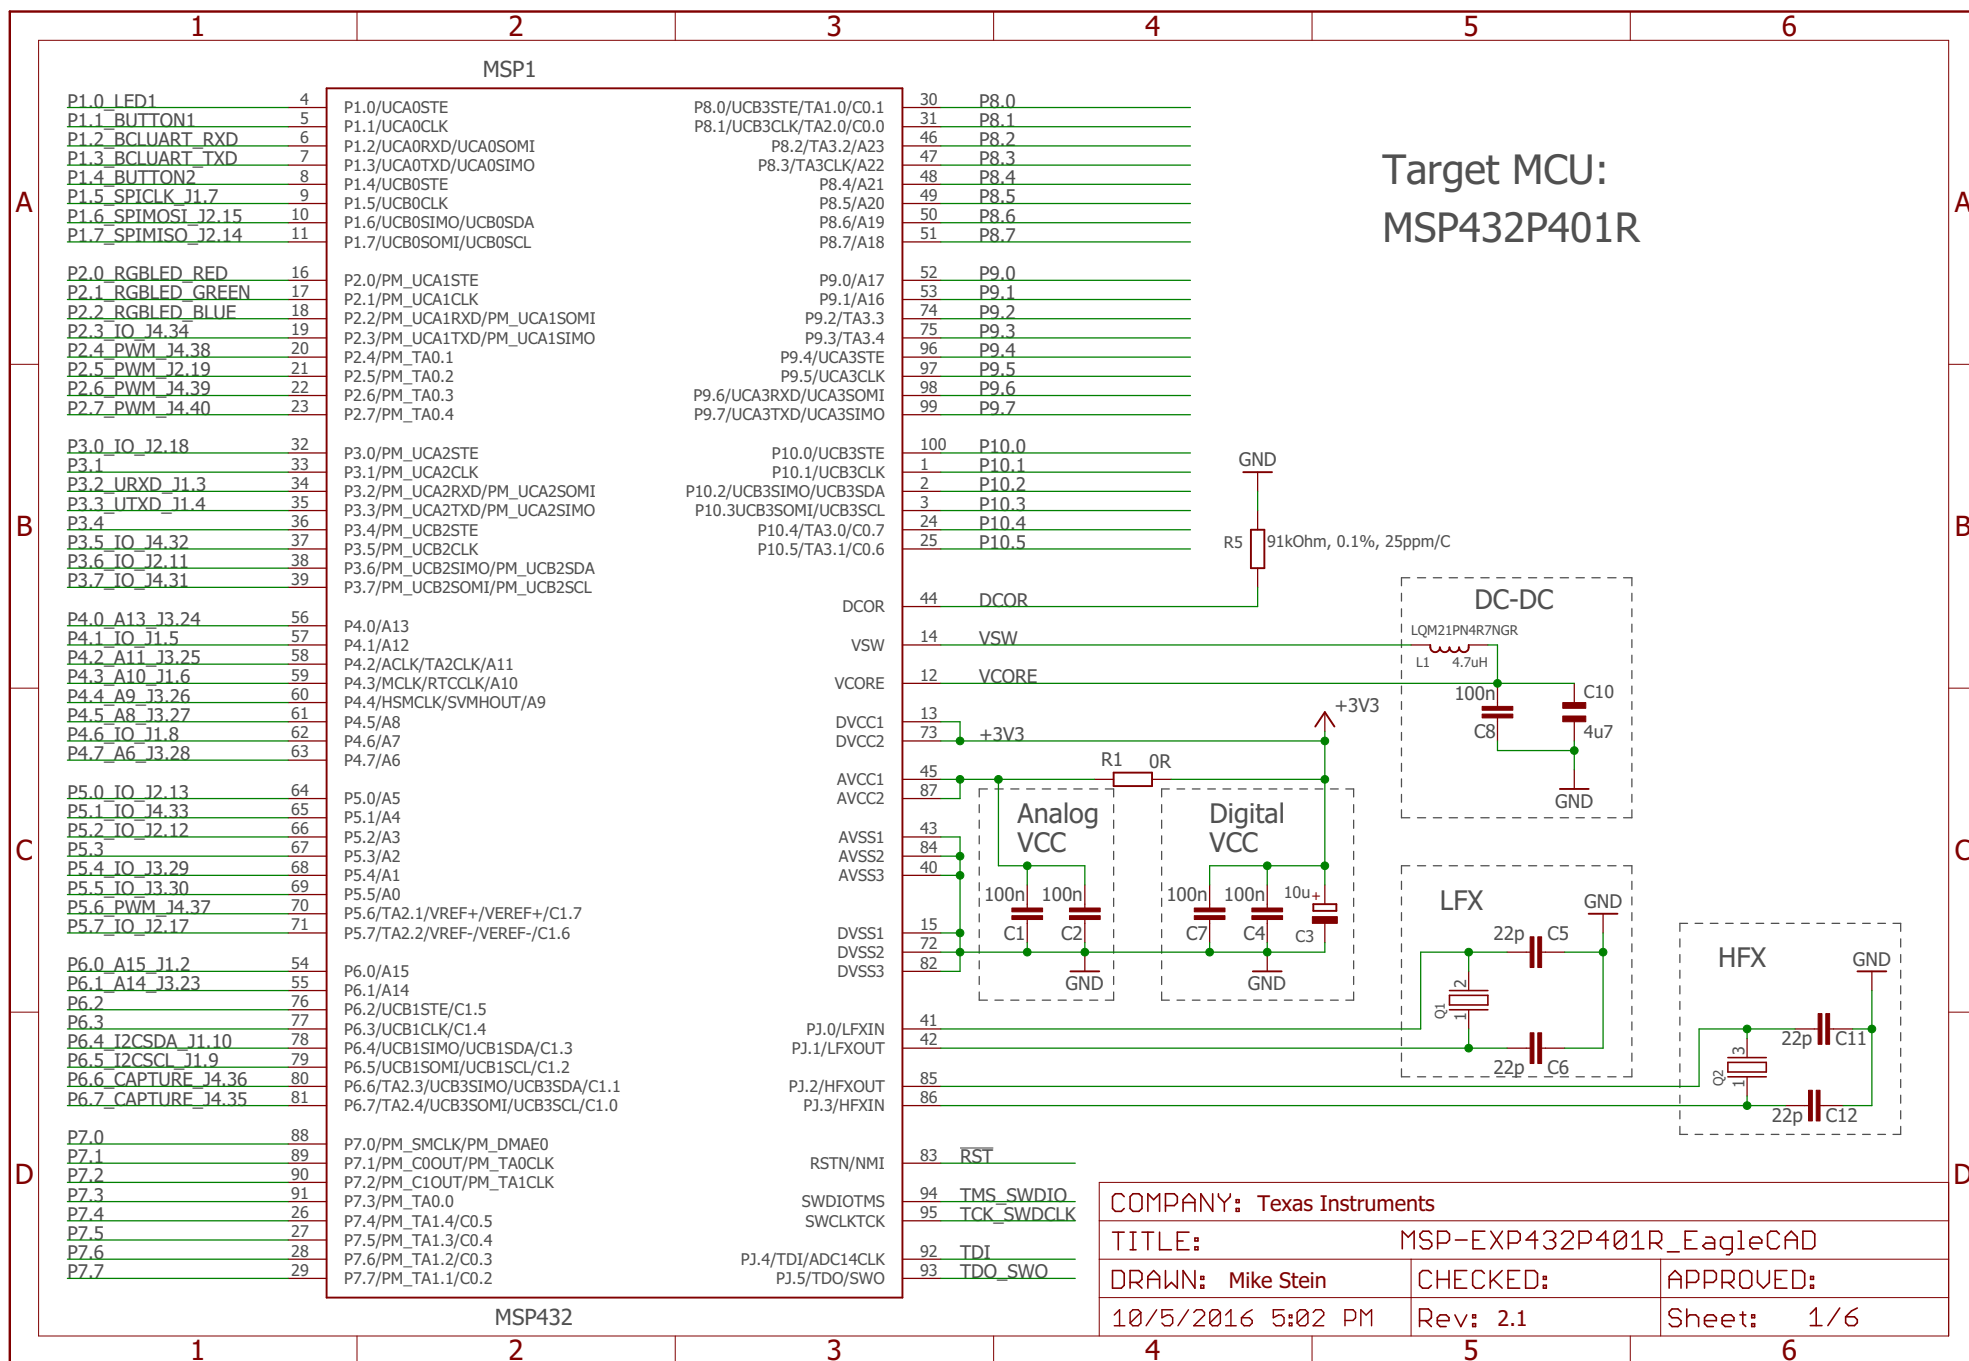 1 2 3 4 5 6
A
B
C
D
A
B
C
D
1 2 3 4 5 6
MSP1
P1.0_LED1 4 P1.0/UCA0STE
P1.1_BUTTON1 5 P1.1/UCA0CLK
P1.2_BCLUART_RXD 6 P1.2/UCA0RXD/UCA0SOMI
P1.3_BCLUART_TXD 7 P1.3/UCA0TXD/UCA0SIMO
P1.4_BUTTON2 8 P1.4/UCB0STE
P1.5_SPICLK_J1.7 9 P1.5/UCB0CLK
P1.6_SPIMOSI_J2.15 10 P1.6/UCB0SIMO/UCB0SDA
P1.7_SPIMISO_J2.14 11 P1.7/UCB0SOMI/UCB0SCL
P2.0_RGBLED_RED 16 P2.0/PM_UCA1STE
P2.1_RGBLED_GREEN 17 P2.1/PM_UCA1CLK
P2.2_RGBLED_BLUE 18 P2.2/PM_UCA1RXD/PM_UCA1SOMI
P2.3_IO_J4.34 19 P2.3/PM_UCA1TXD/PM_UCA1SIMO
P2.4_PWM_J4.38 20 P2.4/PM_TA0.1
P2.5_PWM_J2.19 21 P2.5/PM_TA0.2
P2.6_PWM_J4.39 22 P2.6/PM_TA0.3
P2.7_PWM_J4.40 23 P2.7/PM_TA0.4
P3.0_IO_J2.18 32 P3.0/PM_UCA2STE
P3.1 33 P3.1/PM_UCA2CLK
P3.2_URXD_J1.3 34 P3.2/PM_UCA2RXD/PM_UCA2SOMI
P3.3_UTXD_J1.4 35 P3.3/PM_UCA2TXD/PM_UCA2SIMO
P3.4 36 P3.4/PM_UCB2STE
P3.5_IO_J4.32 37 P3.5/PM_UCB2CLK
P3.6_IO_J2.11 38 P3.6/PM_UCB2SIMO/PM_UCB2SDA
P3.7_IO_J4.31 39 P3.7/PM_UCB2SOMI/PM_UCB2SCL
P4.0_A13_J3.24 56 P4.0/A13
P4.1_IO_J1.5 57 P4.1/A12
P4.2_A11_J3.25 58 P4.2/ACLK/TA2CLK/A11
P4.3_A10_J1.6 59 P4.3/MCLK/RTCCLK/A10
P4.4_A9_J3.26 60 P4.4/HSMCLK/SVMHOUT/A9
P4.5_A8_J3.27 61 P4.5/A8
P4.6_IO_J1.8 62 P4.6/A7
P4.7_A6_J3.28 63 P4.7/A6
P5.0_IO_J2.13 64 P5.0/A5
P5.1_IO_J4.33 65 P5.1/A4
P5.2_IO_J2.12 66 P5.2/A3
P5.3 67 P5.3/A2
P5.4_IO_J3.29 68 P5.4/A1
P5.5_IO_J3.30 69 P5.5/A0
P5.6_PWM_J4.37 70 P5.6/TA2.1/VREF+/VEREF+/C1.7
P5.7_IO_J2.17 71 P5.7/TA2.2/VREF-/VEREF-/C1.6
P6.0_A15_J1.2 54 P6.0/A15
P6.1_A14_J3.23 55 P6.1/A14
P6.2 76 P6.2/UCB1STE/C1.5
P6.3 77 P6.3/UCB1CLK/C1.4
P6.4_I2CSDA_J1.10 78 P6.4/UCB1SIMO/UCB1SDA/C1.3
P6.5_I2CSCL_J1.9 79 P6.5/UCB1SOMI/UCB1SCL/C1.2
P6.6_CAPTURE_J4.36 80 P6.6/TA2.3/UCB3SIMO/UCB3SDA/C1.1
P6.7_CAPTURE_J4.35 81 P6.7/TA2.4/UCB3SOMI/UCB3SCL/C1.0
P7.0 88 P7.0/PM_SMCLK/PM_DMAE0
P7.1 89 P7.1/PM_C0OUT/PM_TA0CLK
P7.2 90 P7.2/PM_C1OUT/PM_TA1CLK
P7.3 91 P7.3/PM_TA0.0
P7.4 26 P7.4/PM_TA1.4/C0.5
P7.5 27 P7.5/PM_TA1.3/C0.4
P7.6 28 P7.6/PM_TA1.2/C0.3
P7.7 29 P7.7/PM_TA1.1/C0.2
P8.0/UCB3STE/TA1.0/C0.1 30 P8.0
P8.1/UCB3CLK/TA2.0/C0.0 31 P8.1
P8.2/TA3.2/A23 46 P8.2
P8.3/TA3CLK/A22 47 P8.3
P8.4/A21 48 P8.4
P8.5/A20 49 P8.5
P8.6/A19 50 P8.6
P8.7/A18 51 P8.7
P9.0/A17 52 P9.0
P9.1/A16 53 P9.1
P9.2/TA3.3 74 P9.2
P9.3/TA3.4 75 P9.3
P9.4/UCA3STE 96 P9.4
P9.5/UCA3CLK 97 P9.5
P9.6/UCA3RXD/UCA3SOMI 98 P9.6
P9.7/UCA3TXD/UCA3SIMO 99 P9.7
P10.0/UCB3STE 100 P10.0
P10.1/UCB3CLK 1 P10.1
P10.2/UCB3SIMO/UCB3SDA 2 P10.2
P10.3UCB3SOMI/UCB3SCL 3 P10.3
P10.4/TA3.0/C0.7 24 P10.4
P10.5/TA3.1/C0.6 25 P10.5
DCOR 44 DCOR
VSW 14 VSW
VCORE 12 VCORE
DVCC1 13
DVCC2 73 +3V3
AVCC1 45
AVCC2 87
AVSS1 43
AVSS2 84
AVSS3 40
DVSS1 15
DVSS2 72
DVSS3 82
PJ.0/LFXIN 41
PJ.1/LFXOUT 42
PJ.2/HFXOUT 85
PJ.3/HFXIN 86
RSTN/NMI 83 RST
SWDIOTMS 94 TMS_SWDIO
SWCLKTCK 95 TCK_SWDCLK
PJ.4/TDI/ADC14CLK 92 TDI
PJ.5/TDO/SWO 93 TDO_SWO
MSP432
Target MCU:
MSP432P401R
GND
R5 91kOhm, 0.1%, 25ppm/C
DC-DC
LQM21PN4R7NGR
L1 4.7uH
100n C10
C8 4u7
GND
+3V3
R1 0R
Analog
VCC
100n 100n
C1 C2
GND
Digital
VCC
100n 100n 10u+
C7 C4 C3
GND
LFX
GND
22p C5
2
Q1
1
22p C6
HFX
GND
22p C11
3
Q2
1
22p C12
COMPANY: Texas Instruments
TITLE: MSP-EXP432P401R_EagleCAD
DRAWN: Mike Stein CHECKED: APPROVED:
10/5/2016 5:02 PM Rev: 2.1 Sheet: 1/6